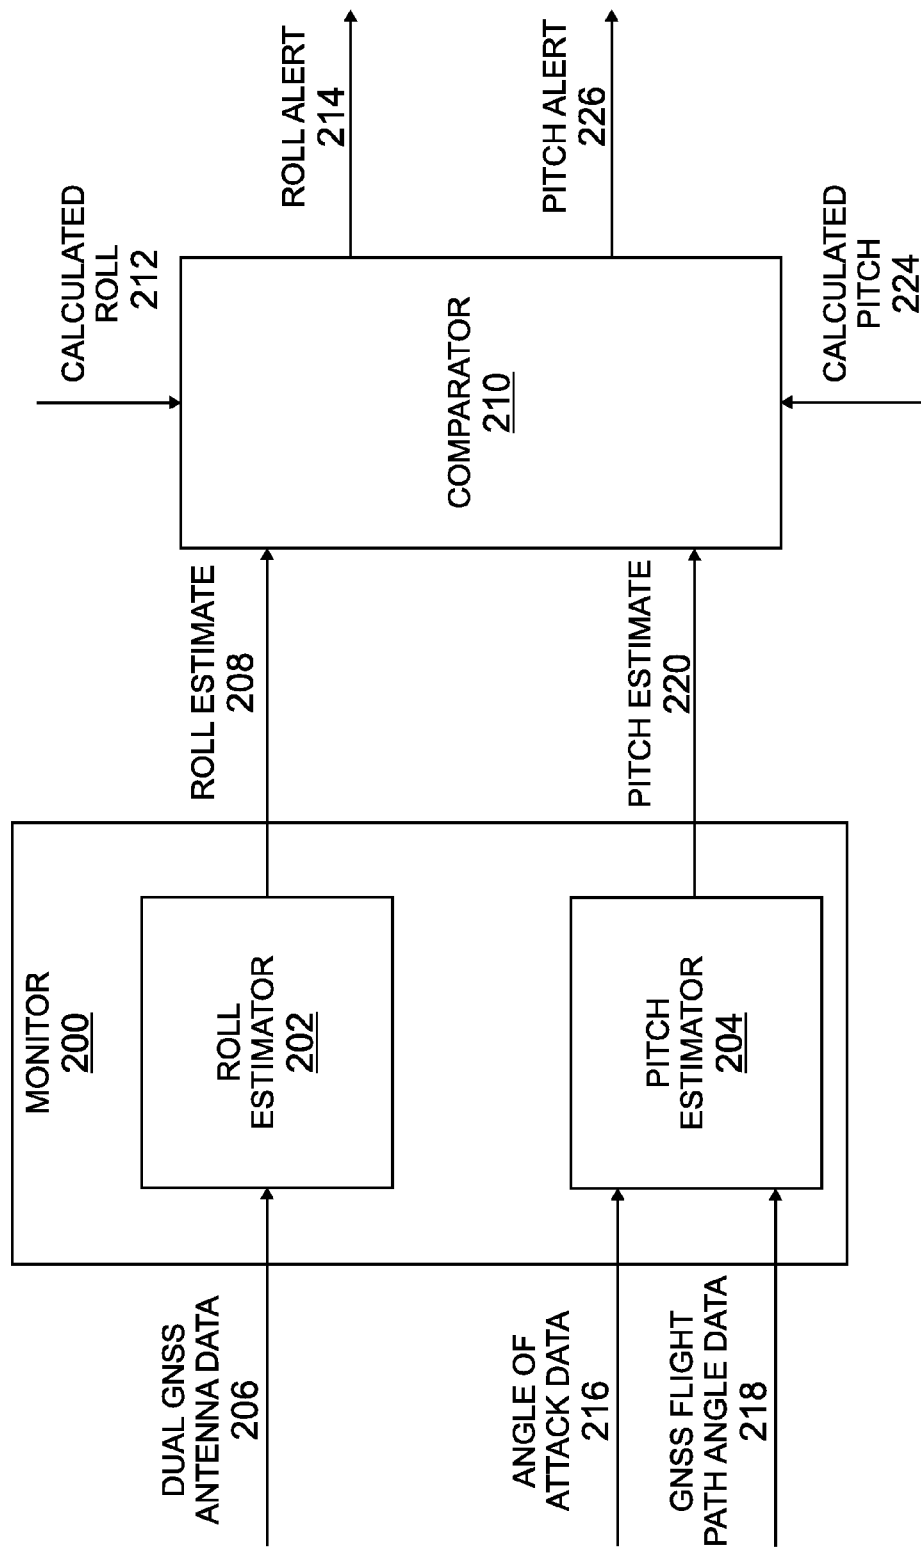 MONITOR
200
DUAL GNSS
ANTENNA DATA
206
ROLL
ESTIMATOR
202
ROLL ESTIMATE
208
CALCULATED
ROLL
212
ROLL ALERT
214
COMPARATOR
210
ANGLE OF
ATTACK DATA
216
GNSS FLIGHT
PATH ANGLE DATA
218
PITCH
ESTIMATOR
204
PITCH ESTIMATE
220
PITCH ALERT
226
CALCULATED
PITCH
224